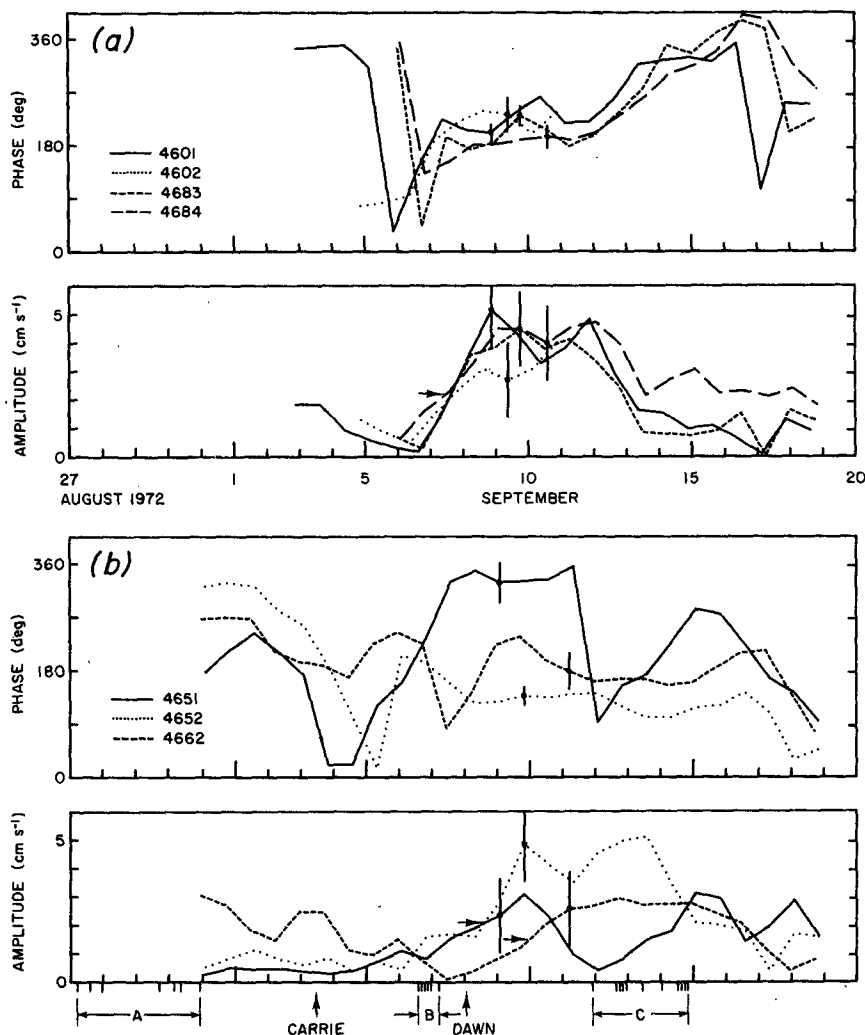 (a)
360
180
0
PHASE (deg)
4601
4602
4683
4684
5
0
AMPLITUDE (cm s⁻¹)
27 1 5 10 15 20
AUGUST 1972 SEPTEMBER
(b)
360
180
0
PHASE (deg)
4651
4652
4662
5
0
AMPLITUDE (cm s⁻¹)
A B C
CARRIE DAWN